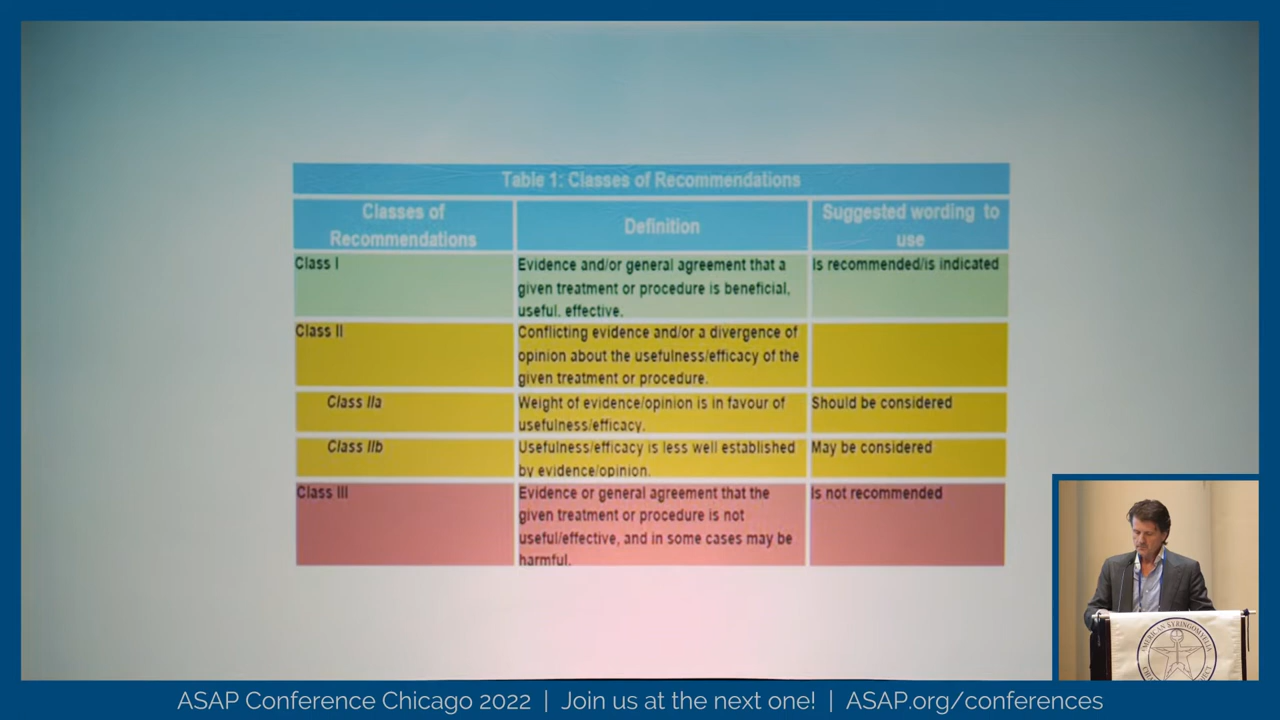 Table 1: Classes of Recommendations
Classes of
Recommendations
Definition
Suggested wording to
use
Class I
Evidence and/or general agreement that a
given treatment or procedure is beneficial,
useful, effective.
Is recommended/is indicated
Class II
Conflicting evidence and/or a divergence of
opinion about the usefulness/efficacy of the
given treatment or procedure.
Class IIa
Weight of evidence/opinion is in favour of
usefulness/efficacy.
Should be considered
Class IIb
Usefulness/efficacy is less well established
by evidence/opinion.
May be considered
Class III
Evidence or general agreement that the
given treatment or procedure is not
useful/effective, and in some cases may be
harmful.
Is not recommended
AMERICAN SYRINGOMYELIA
ASAP Conference Chicago 2022 | Join us at the next one! | ASAP.org/conferences